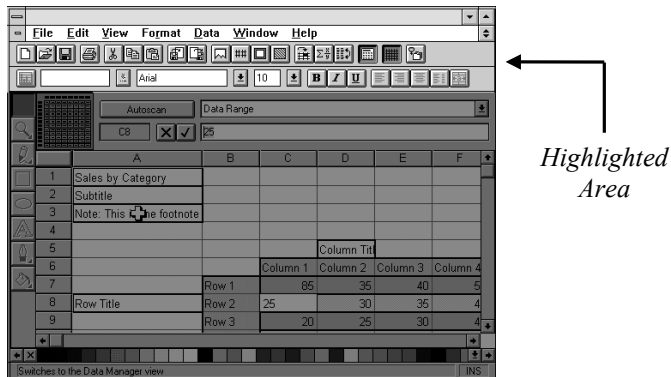 File Edit View Format Data Window Help
Arial 10 B I U
Autoscan Data Range
C8 25
A B C D E F
1 Sales by Category
2 Subtitle
3 Note: This footnote
4
5 Column Titl
6 Column 1 Column 2 Column 3 Column 4
7 Row 1 85 35 40 5
8 Row Title Row 2 25 30 35 4
9 Row 3 20 25 30 4
Switches to the Data Manager view INS
Highlighted
Area